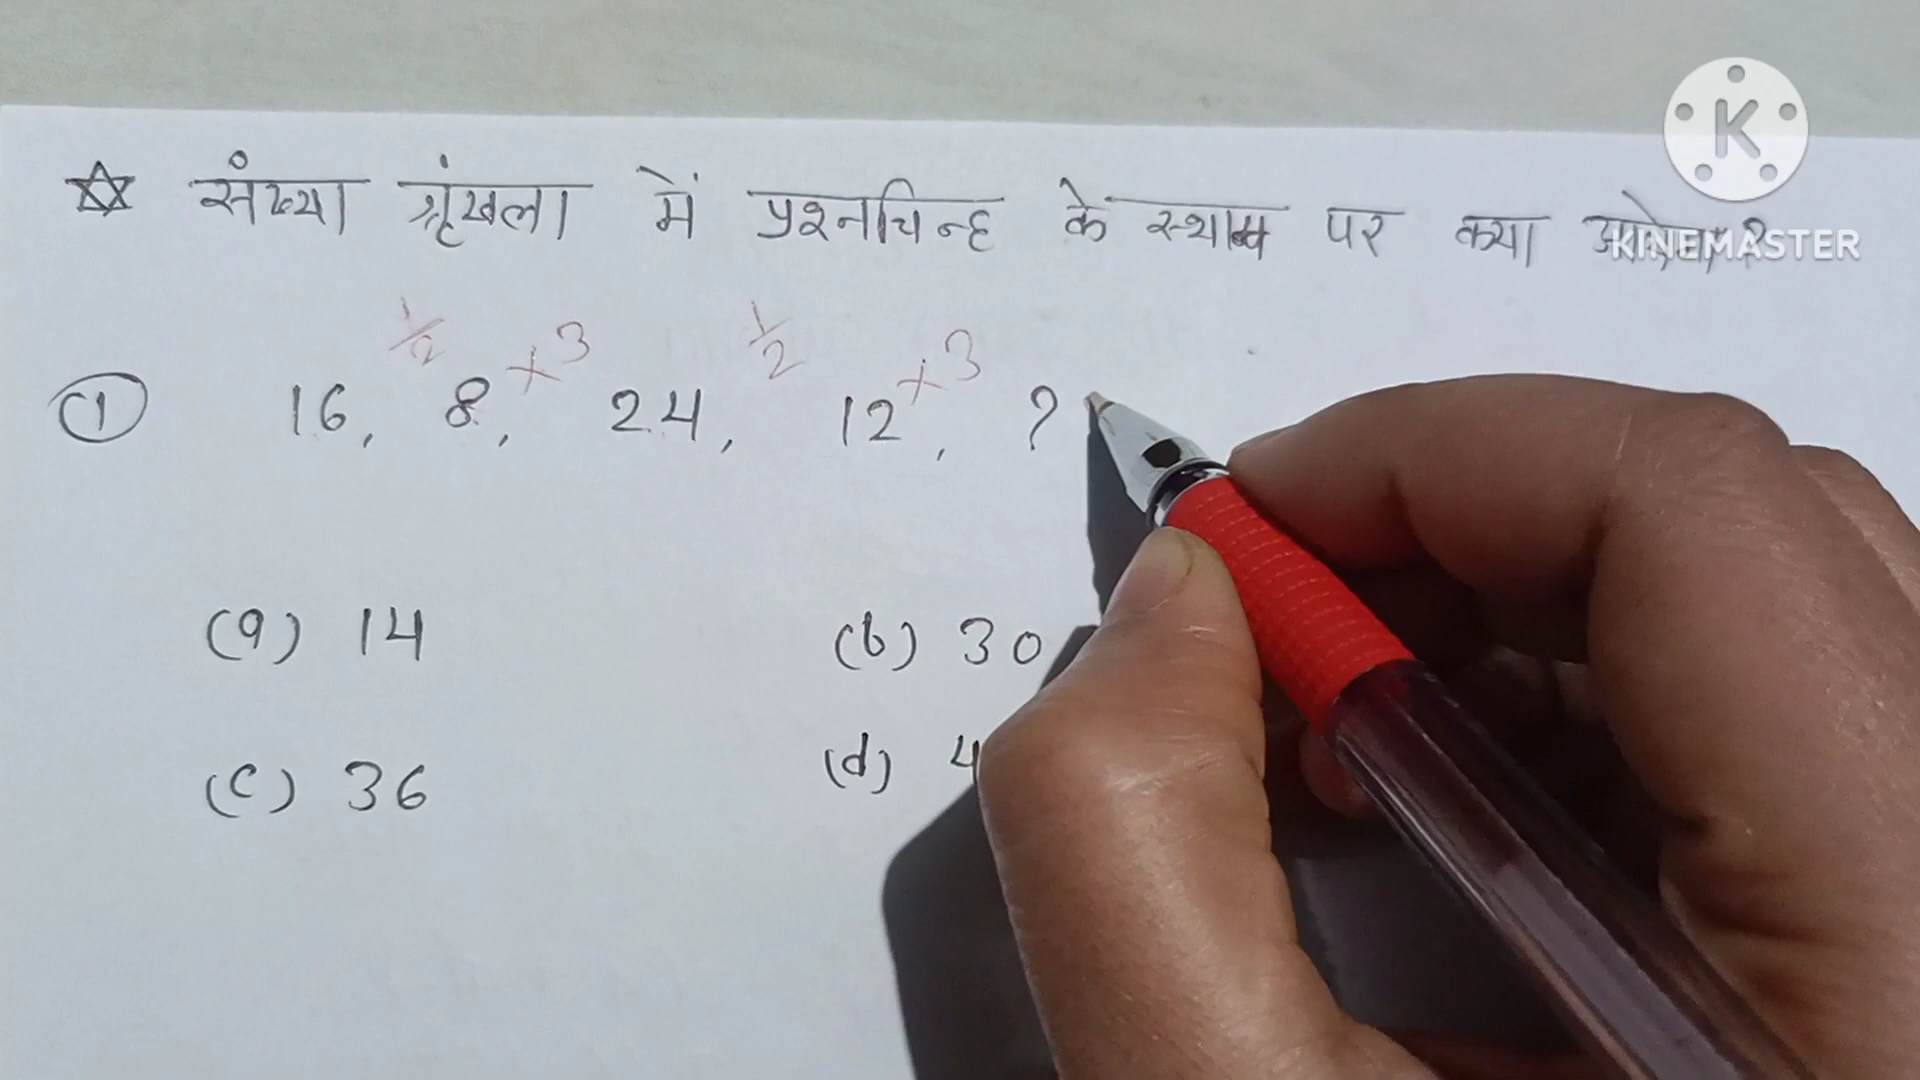 ☆ संख्या श्रृंखला में प्रश्नचिन्ह के स्थान पर क्या
K
KINEMASTER
1/2 ×3 1/2 ×3
① 16, 8, 24, 12, ?
(a) 14 (b) 30
(c) 36 (d) 4